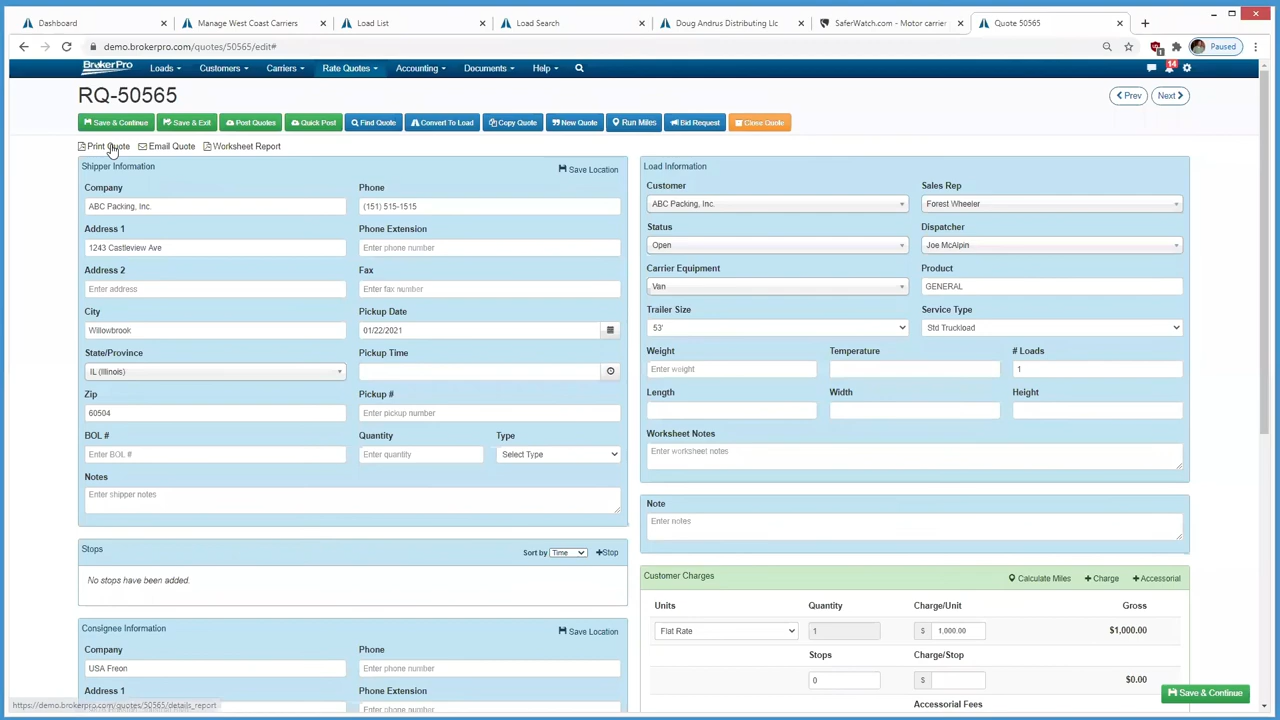 Dashboard × Manage West Coast Carriers × Load List × Load Search × Doug Andrus Distributing Llc × SaferWatch.com - Motor carrier × Quote 50565 ×
demo.brokerpro.com/quotes/50565/edit# Paused
BrokerPro Loads Customers Carriers Rate Quotes Accounting Documents Help 14
RQ-50565 Prev Next
Save & Continue Save & Exit Post Quotes Quick Post Find Quote Convert To Load Copy Quote New Quote Run Miles Bid Request Close Quote
Print Quote Email Quote Worksheet Report
Shipper Information Save Location
Company Phone
ABC Packing, Inc. (151) 515-1515
Address 1 Phone Extension
1243 Castleview Ave Enter phone number
Address 2 Fax
Enter address Enter fax number
City Pickup Date
Willowbrook 01/22/2021
State/Province Pickup Time
IL (Illinois)
Zip Pickup #
60504 Enter pickup number
BOL # Quantity Type
Enter BOL # Enter quantity Select Type
Notes
Enter shipper notes
Stops Sort by Time +Stop
No stops have been added.
Consignee Information Save Location
Company Phone
USA Freon Enter phone number
Address 1 Phone Extension
https://demo.brokerpro.com/quotes/50565/details_report
Load Information
Customer Sales Rep
ABC Packing, Inc. Forest Wheeler
Status Dispatcher
Open Joe McAlpin
Carrier Equipment Product
Van GENERAL
Trailer Size Service Type
53' Std Truckload
Weight Temperature # Loads
Enter weight 1
Length Width Height
Worksheet Notes
Enter worksheet notes
Note
Enter notes
Customer Charges Calculate Miles +Charge +Accessorial
Units Quantity Charge/Unit Gross
Flat Rate 1 $ 1,000.00 $1,000.00
Stops Charge/Stop
0 $ $0.00
Accessorial Fees
Save & Continue